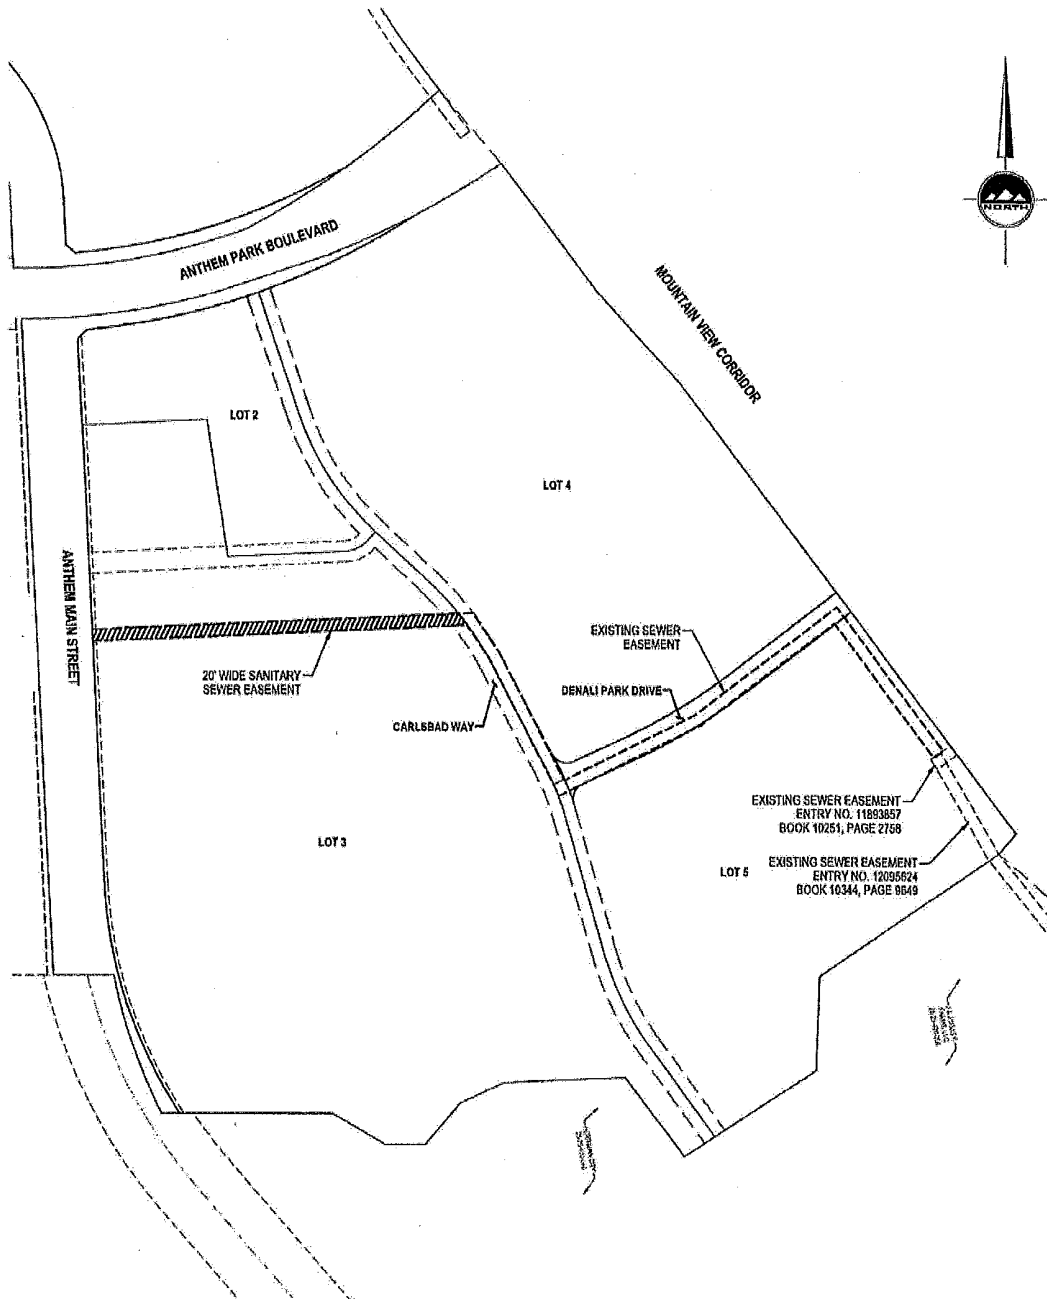 NORTH
ANTHEM PARK BOULEVARD
MOUNTAIN VIEW CORRIDOR
LOT 2
LOT 4
ANTHEM MAIN STREET
EXISTING SEWER
EASEMENT
20' WIDE SANITARY
SEWER EASEMENT
DENALI PARK DRIVE
CARLSBAD WAY
EXISTING SEWER EASEMENT
ENTRY NO. 11893857
BOOK 10251, PAGE 2758
LOT 3
EXISTING SEWER EASEMENT
ENTRY NO. 12095624
BOOK 10344, PAGE 9649
LOT 5